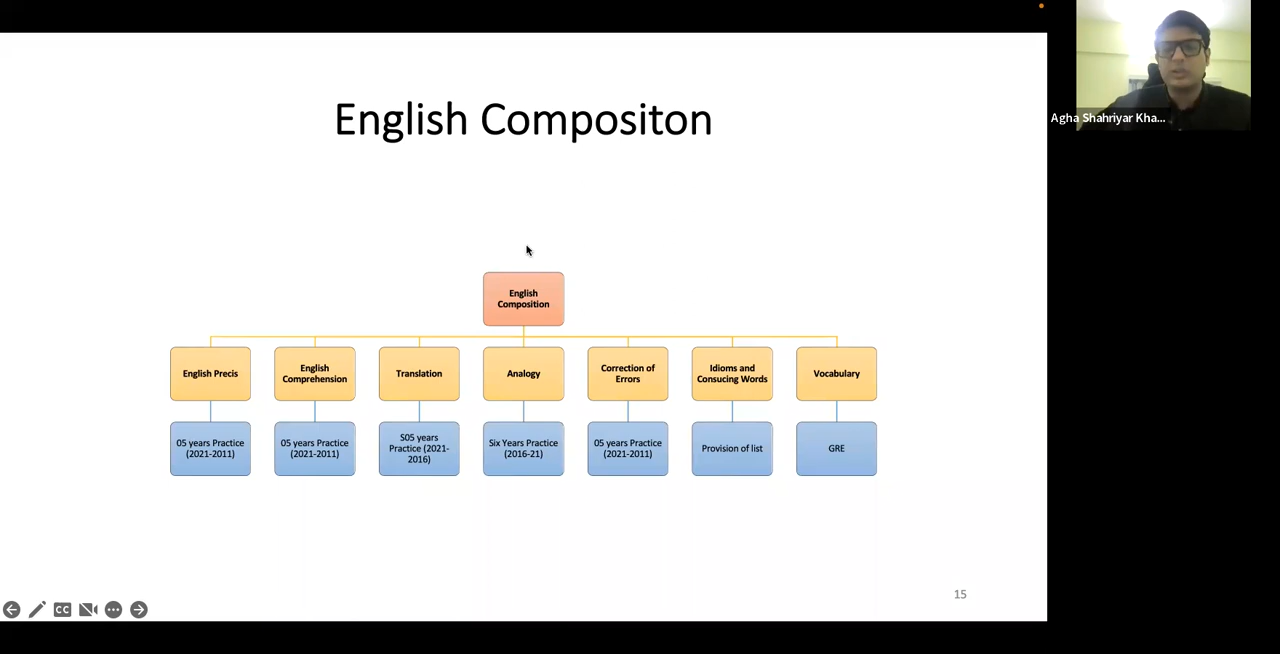 Agha Shahriyar Kha...
English Compositon
English
Composition
English Precis
English
Comprehension
Translation
Analogy
Correction of
Errors
Idioms and
Consucing Words
Vocabulary
05 years Practice
(2021-2011)
05 years Practice
(2021-2011)
S05 years
Practice (2021-
2016)
Six Years Practice
(2016-21)
05 years Practice
(2021-2011)
Provision of list
GRE
15
CC